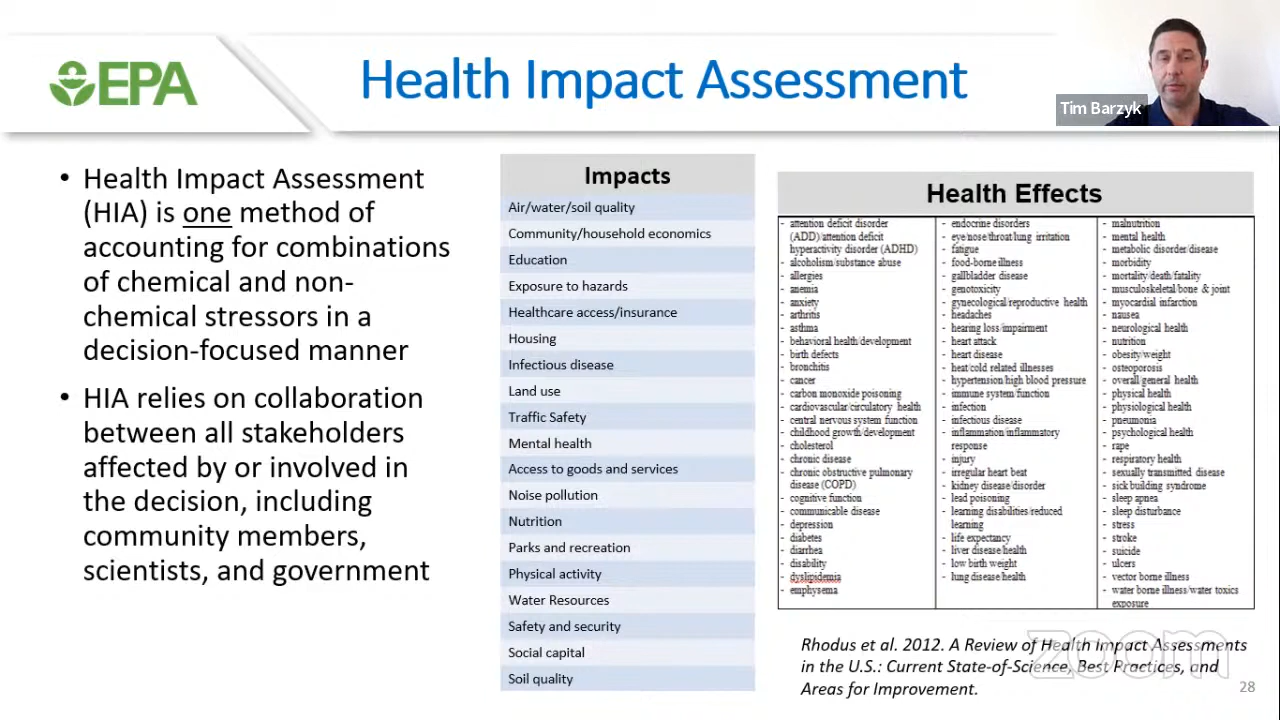 EPA
Health Impact Assessment
Tim Barzyk
• Health Impact Assessment
(HIA) is one method of
accounting for combinations
of chemical and non-
chemical stressors in a
decision-focused manner
• HIA relies on collaboration
between all stakeholders
affected by or involved in
the decision, including
community members,
scientists, and government
Impacts
Air/water/soil quality
Community/household economics
Education
Exposure to hazards
Healthcare access/insurance
Housing
Infectious disease
Land use
Traffic Safety
Mental health
Access to goods and services
Noise pollution
Nutrition
Parks and recreation
Physical activity
Water Resources
Safety and security
Social capital
Soil quality
Health Effects
- attention deficit disorder
(ADD)/attention deficit
hyperactivity disorder (ADHD)
- alcoholism/substance abuse
- allergies
- anemia
- anxiety
- arthritis
- asthma
- behavioral health/development
- birth defects
- bronchitis
- cancer
- carbon monoxide poisoning
- cardiovascular/circulatory health
- central nervous system function
- childhood growth/development
- cholesterol
- chronic disease
- chronic obstructive pulmonary
disease (COPD)
- cognitive function
- communicable disease
- depression
- diabetes
- diarrhea
- disability
- dyslipidemia
- emphysema
- endocrine disorders
- eye/nose/throat/lung irritation
- fatigue
- food-borne illness
- gallbladder disease
- genotoxicity
- gynecological/reproductive health
- headaches
- hearing loss/impairment
- heart attack
- heart disease
- heat/cold related illnesses
- hypertension/high blood pressure
- immune system/function
- infection
- infectious disease
- inflammation/inflammatory
response
- injury
- irregular heart beat
- kidney disease/disorder
- lead poisoning
- learning disabilities/reduced
learning
- life expectancy
- liver disease/health
- low birth weight
- lung disease/health
- malnutrition
- mental health
- metabolic disorder/disease
- morbidity
- mortality/death/fatality
- musculoskeletal/bone & joint
- myocardial infarction
- nausea
- neurological health
- nutrition
- obesity/weight
- osteoporosis
- overall/general health
- physical health
- physiological health
- pneumonia
- psychological health
- rape
- respiratory health
- sexually transmitted disease
- sick building syndrome
- sleep apnea
- sleep disturbance
- stress
- stroke
- suicide
- ulcers
- vector borne illness
- water borne illness/water toxics
exposure
Rhodus et al. 2012. A Review of Health Impact Assessments
in the U.S.: Current State-of-Science, Best Practices, and
Areas for Improvement.
zoom
28